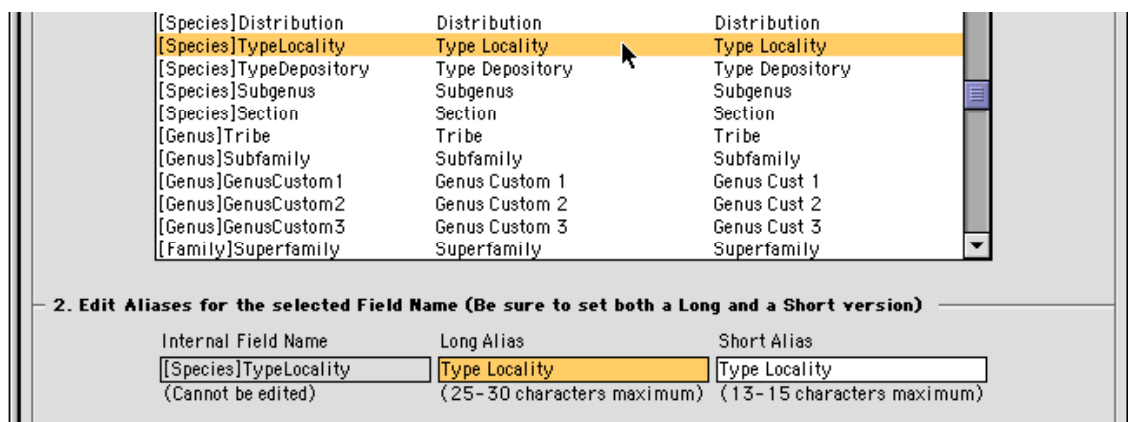 [Species]Distribution Distribution Distribution
[Species]TypeLocality Type Locality Type Locality
[Species]TypeDepository Type Depository Type Depository
[Species]Subgenus Subgenus Subgenus
[Species]Section Section Section
[Genus]Tribe Tribe Tribe
[Genus]Subfamily Subfamily Subfamily
[Genus]GenusCustom1 Genus Custom 1 Genus Cust 1
[Genus]GenusCustom2 Genus Custom 2 Genus Cust 2
[Genus]GenusCustom3 Genus Custom 3 Genus Cust 3
[Family]Superfamily Superfamily Superfamily
2. Edit Aliases for the selected Field Name (Be sure to set both a Long and a Short version)
Internal Field Name Long Alias Short Alias
[Species]TypeLocality Type Locality Type Locality
(Cannot be edited) (25-30 characters maximum) (13-15 characters maximum)